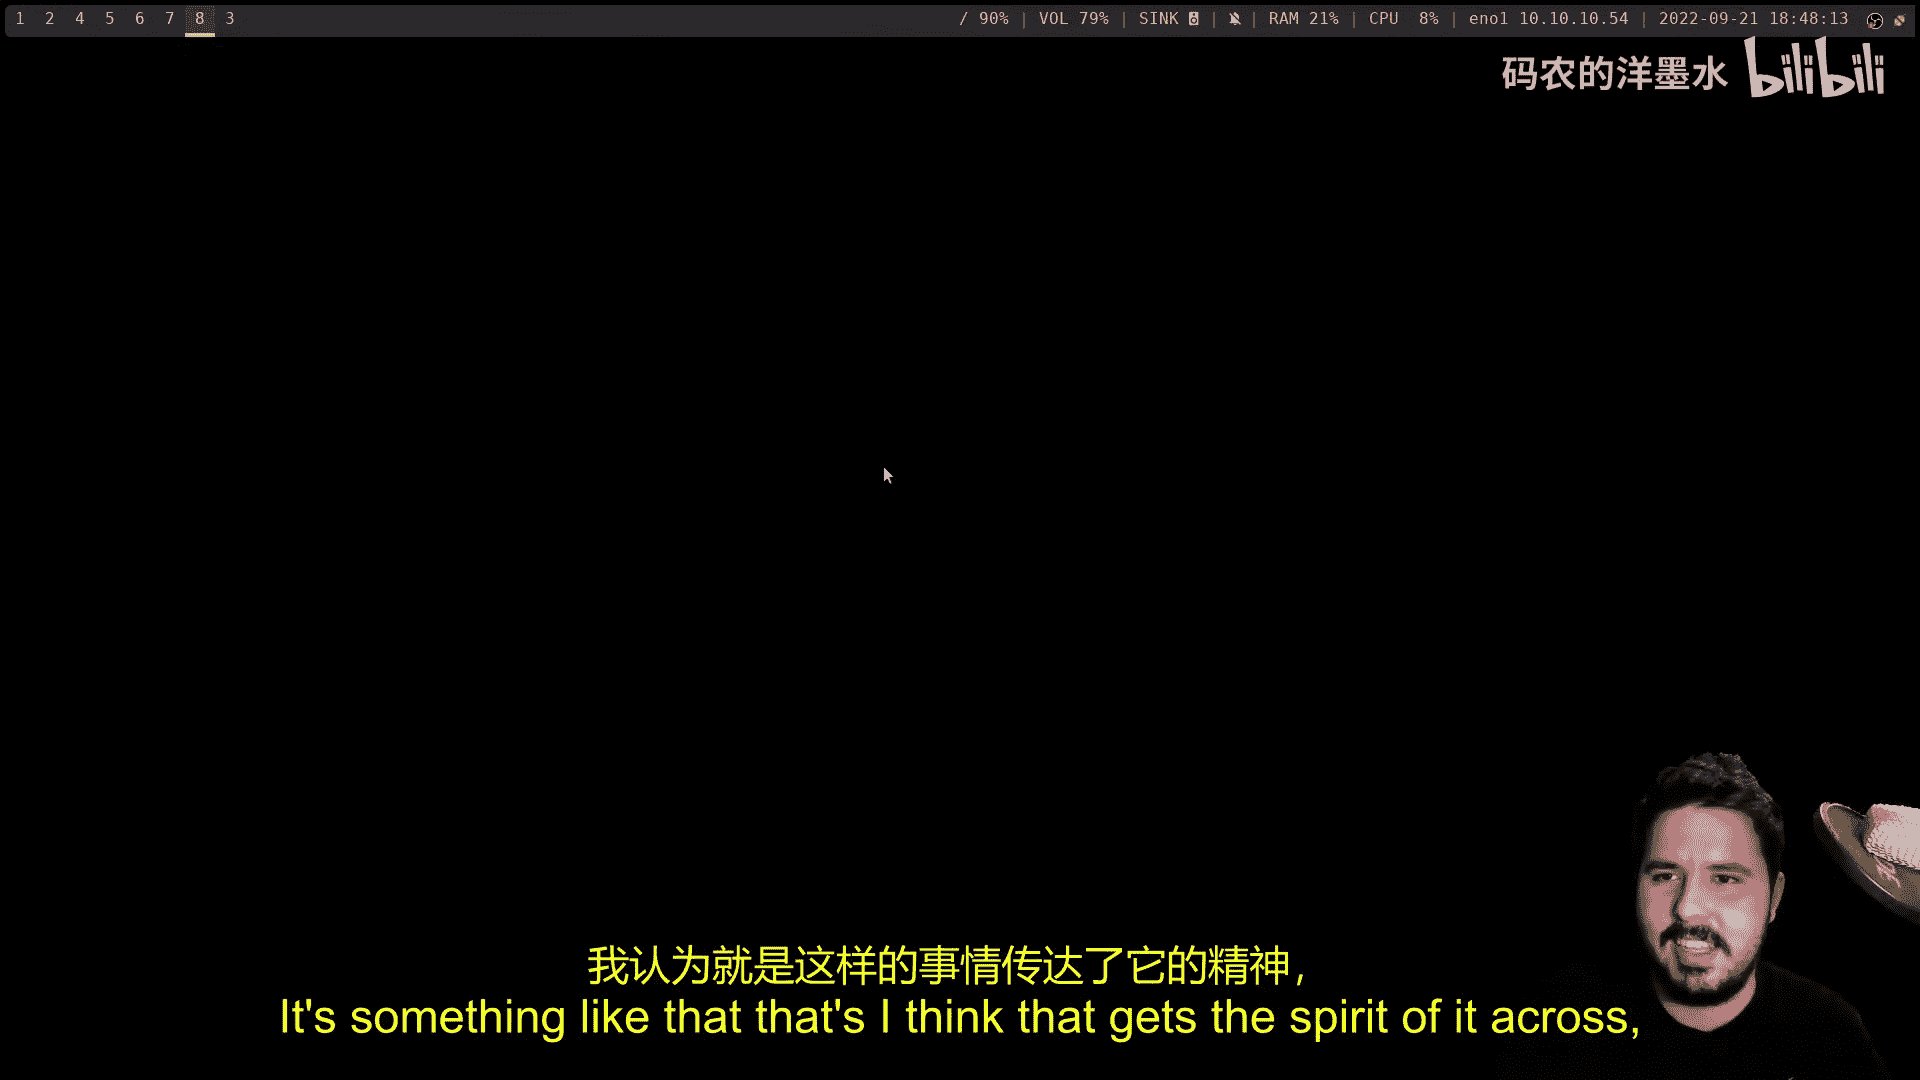 1 2 4 5 6 7 8 3
/ 90% | VOL 79% | SINK | | RAM 21% | CPU 8% | eno1 10.10.10.54 | 2022-09-21 18:48:13
码农的洋墨水 bilibili
我认为就是这样的事情传达了它的精神，
It's something like that that's I think that gets the spirit of it across,